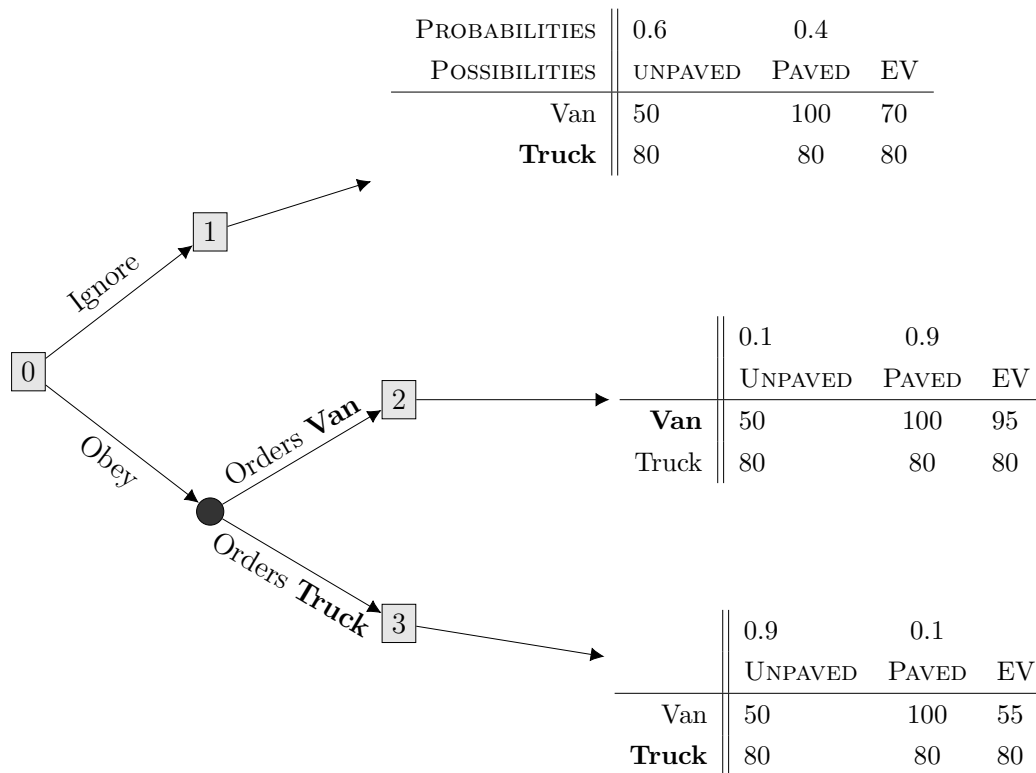 PROBABILITIES 0.6 0.4
POSSIBILITIES UNPAVED PAVED EV
Van 50 100 70
Truck 80 80 80
1
Ignore
0
Obey
Orders Van
2
0.1 0.9
UNPAVED PAVED EV
Van 50 100 95
Truck 80 80 80
Orders Truck
3
0.9 0.1
UNPAVED PAVED EV
Van 50 100 55
Truck 80 80 80